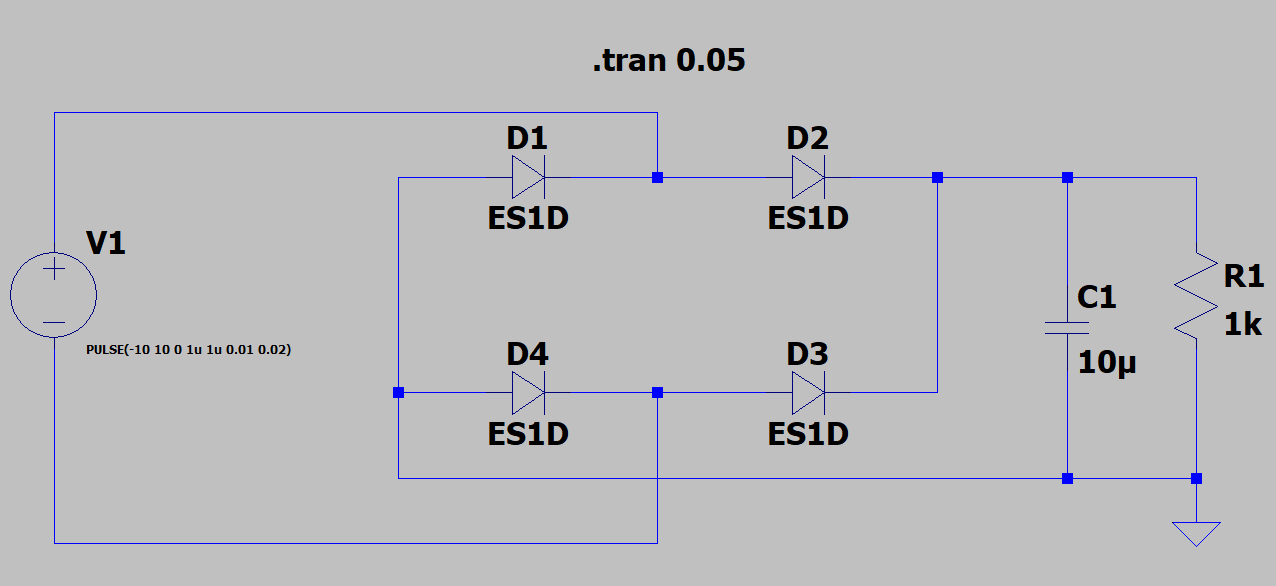 .tran 0.05
D1
D2
ES1D
ES1D
V1
PULSE(-10 10 0 1u 1u 0.01 0.02)
R1
1k
C1
10µ
D4
D3
ES1D
ES1D